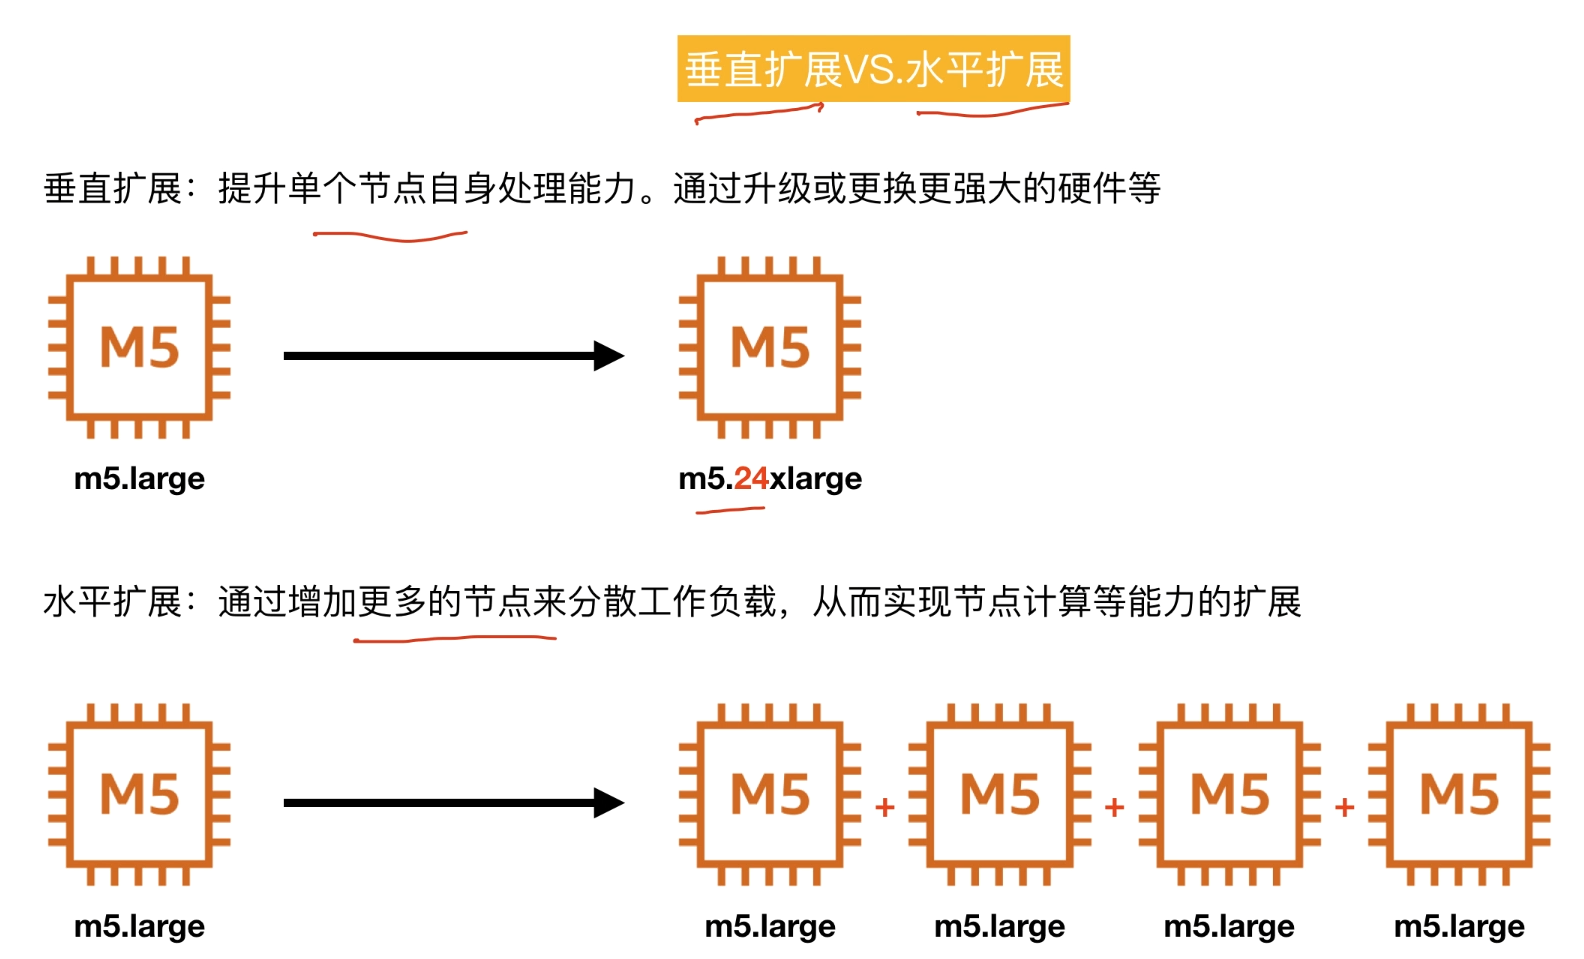 垂直扩展VS.水平扩展
垂直扩展：提升单个节点自身处理能力。通过升级或更换更强大的硬件等
M5
M5
m5.large
m5.24xlarge
水平扩展：通过增加更多的节点来分散工作负载，从而实现节点计算等能力的扩展
M5
M5 + M5 + M5 + M5
m5.large
m5.large m5.large m5.large m5.large